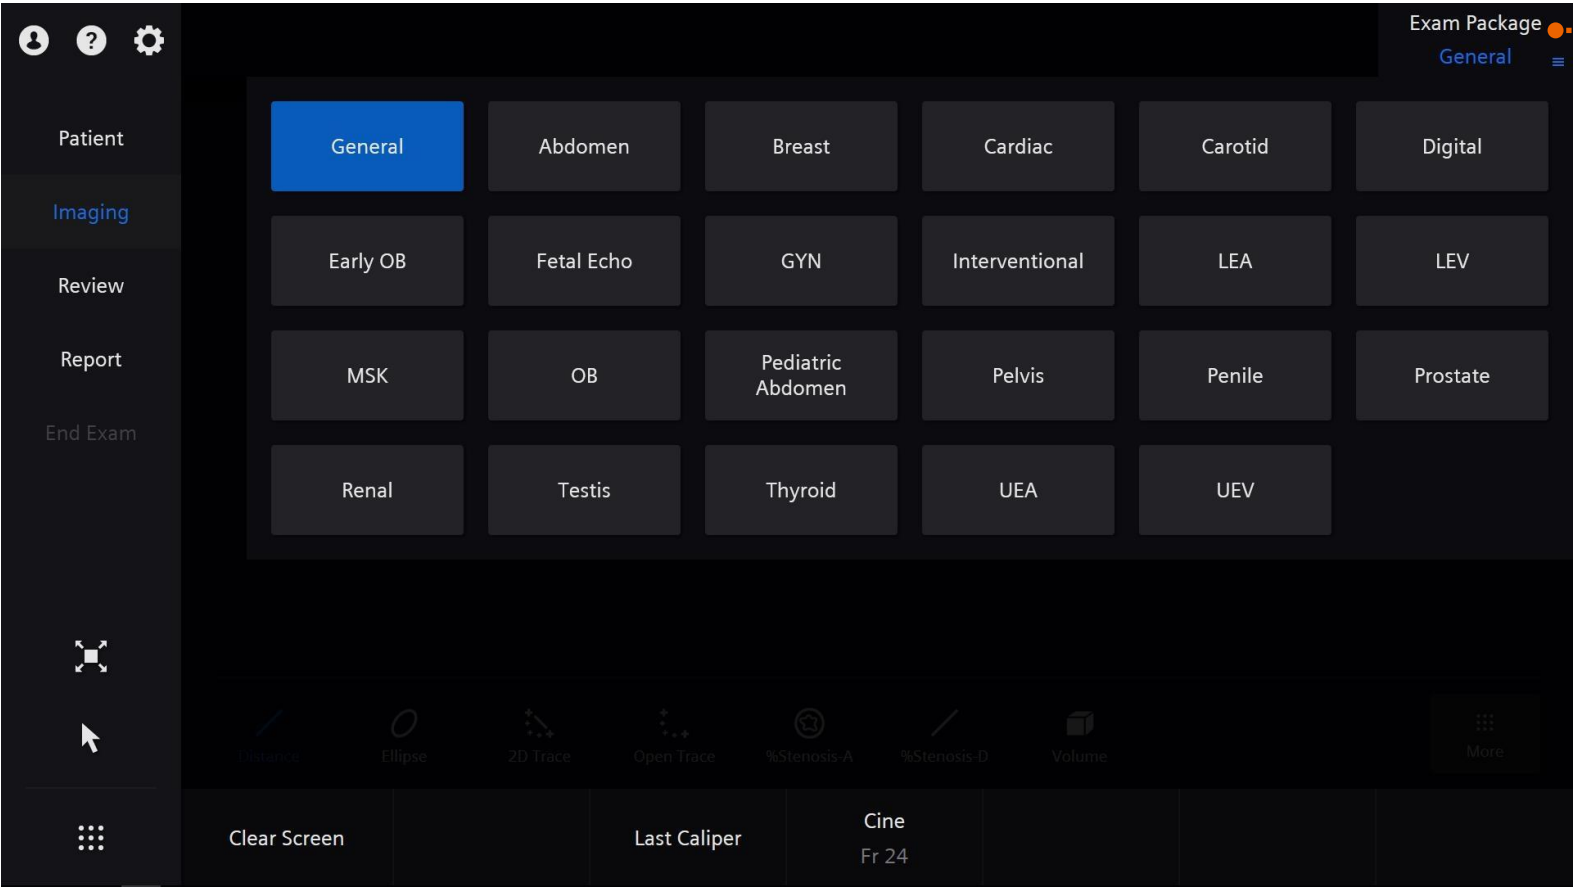 Exam Package
General
Patient
Imaging
Review
Report
End Exam
General
Abdomen
Breast
Cardiac
Carotid
Digital
Early OB
Fetal Echo
GYN
Interventional
LEA
LEV
MSK
OB
Pediatric
Abdomen
Pelvis
Penile
Prostate
Renal
Testis
Thyroid
UEA
UEV
Distance
Ellipse
2D Trace
Open Trace
%Stenosis-A
%Stenosis-D
Volume
More
Clear Screen
Last Caliper
Cine
Fr 24